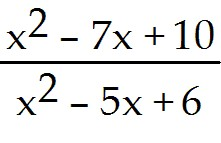 x² – 7x + 10
x² – 5x + 6